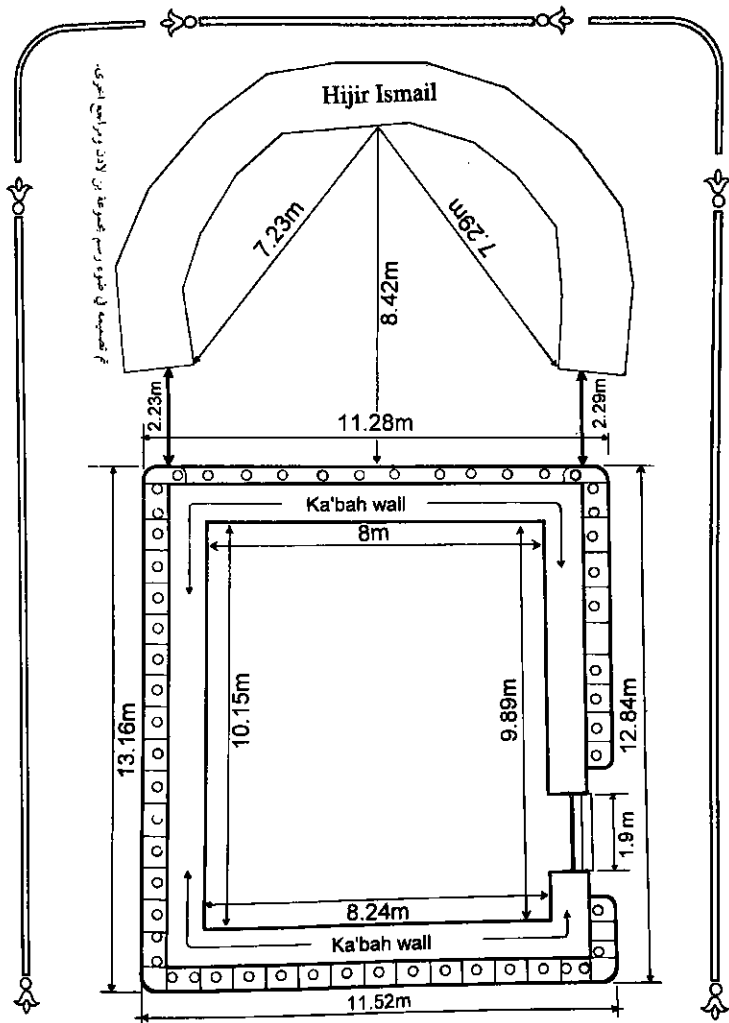 Hijir Ismail
7.23m
7.29m
8.42m
2.23m
2.29m
11.28m
Ka'bah wall
8m
10.15m
9.89m
13.16m
12.84m
1.9m
8.24m
Ka'bah wall
11.52m